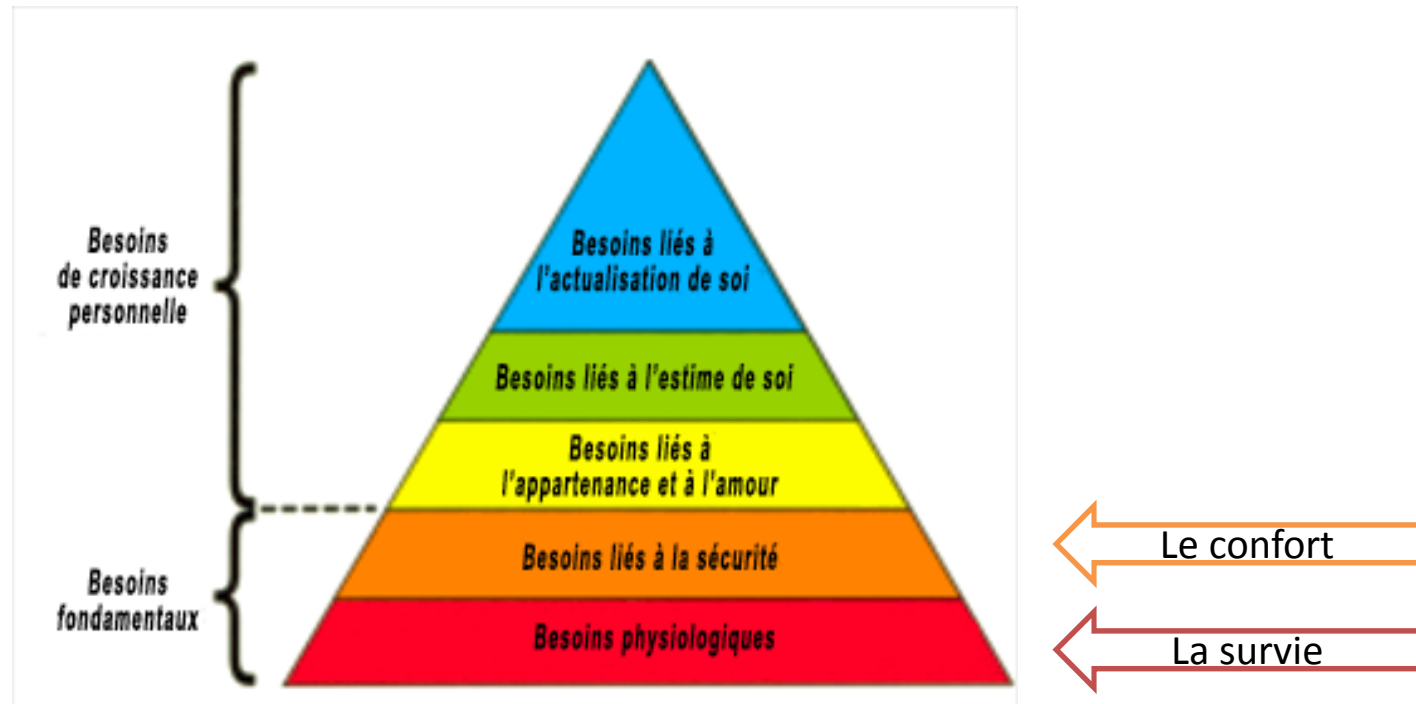 Besoins
de croissance
personnelle
Besoins liés à
l'actualisation de soi
Besoins liés à l'estime de soi
Besoins liés à
l'appartenance et à l'amour
Besoins
fondamentaux
Besoins liés à la sécurité
Le confort
Besoins physiologiques
La survie